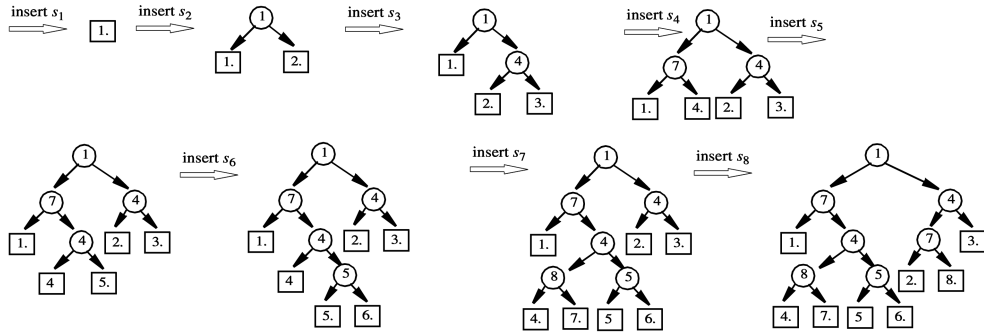 insert s1 insert s2 insert s3 insert s4 insert s5
1. 1 1 1
1. 2. 1. 4 7 4
2. 3. 1. 4. 2. 3.
insert s6 insert s7 insert s8
1 1 1 1
7 4 7 4 7 4 7 4
1. 4 2. 3. 1. 4 2. 3. 1. 4 2. 3. 1. 4 7 3.
4 5. 4 5 8 5 8 5 2. 8.
5. 6. 4. 7. 5 6. 4. 7. 5 6.